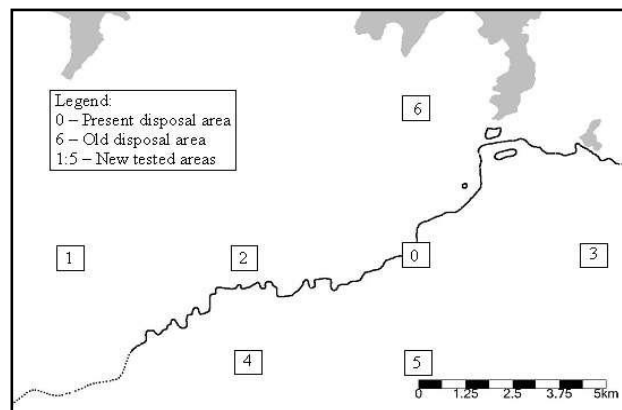 6
Legend:
0 – Present disposal area
6 – Old disposal area
1:5 – New tested areas
1
2
0
3
4
5
0 1.25 2.5 3.75 5km